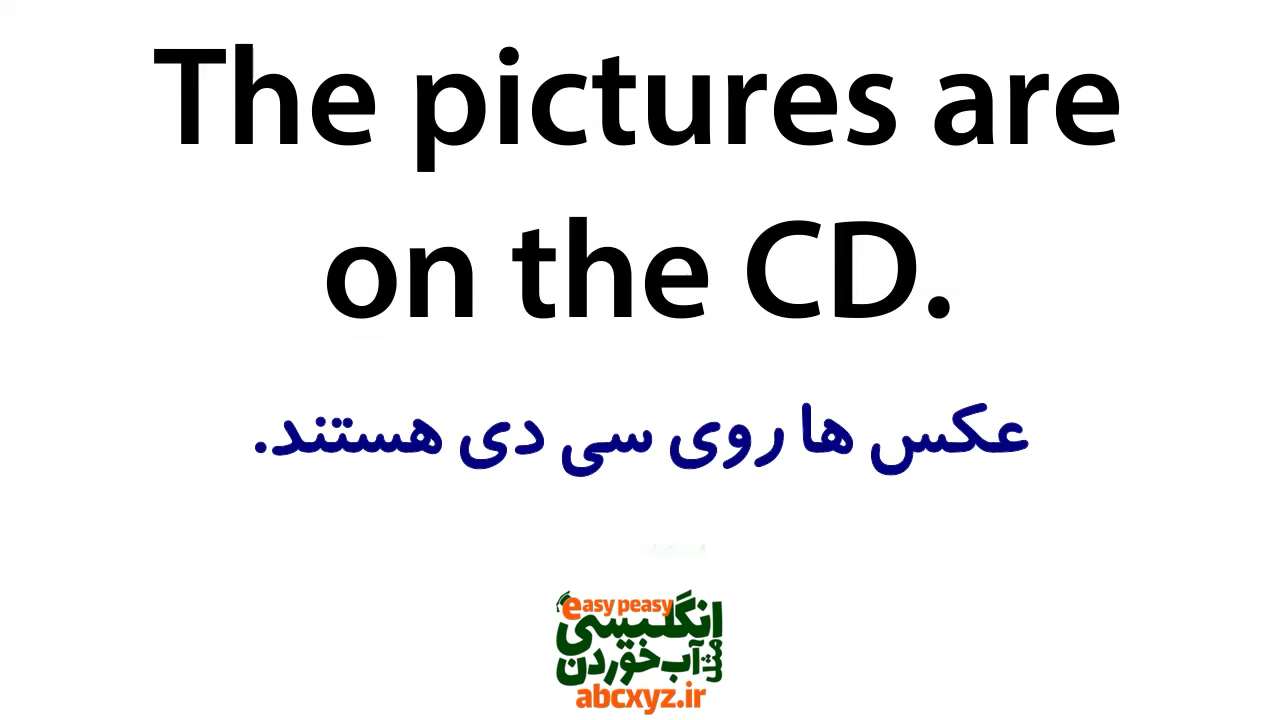 The pictures are
on the CD.
عکس ها روی سی دی هستند.
easy peasy
انگلیسی
مثل آب خوردن
abcxyz.ir